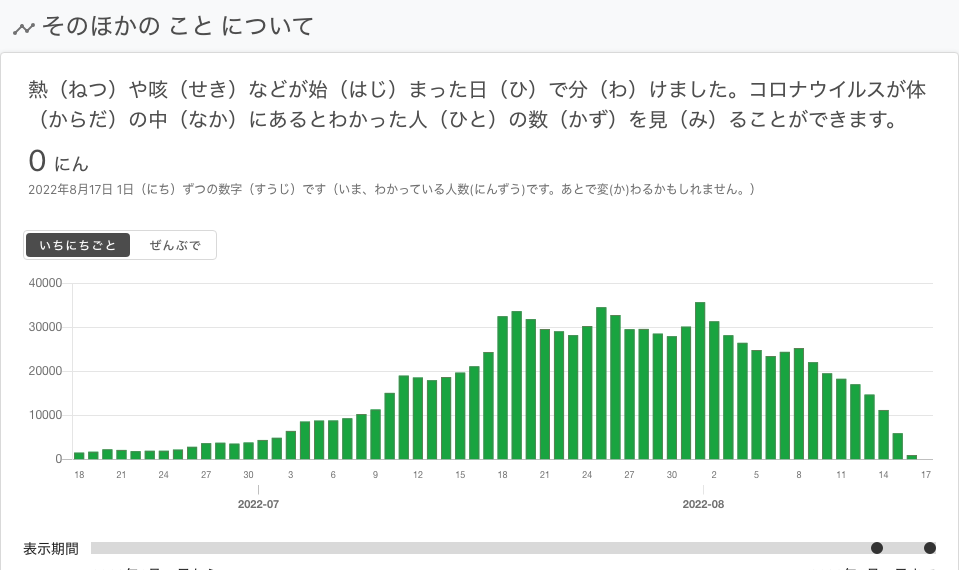 そのほかの こと について
熱（ねつ）や咳（せき）などが始（はじ）まった日（ひ）で分（わ）けました。コロナウイルスが体
（からだ）の中（なか）にあるとわかった人（ひと）の数（かず）を見（み）ることができます。
0 にん
2022年8月17日 1日（にち）ずつの数字（すうじ）です（いま、わかっている人数(にんずう)です。あとで変(か)わるかもしれません。）
いちにちごと ぜんぶで
40000
30000
20000
10000
0
18 21 24 27 30 3 6 9 12 15 18 21 24 27 30 2 5 8 11 14 17
2022-07 2022-08
表示期間